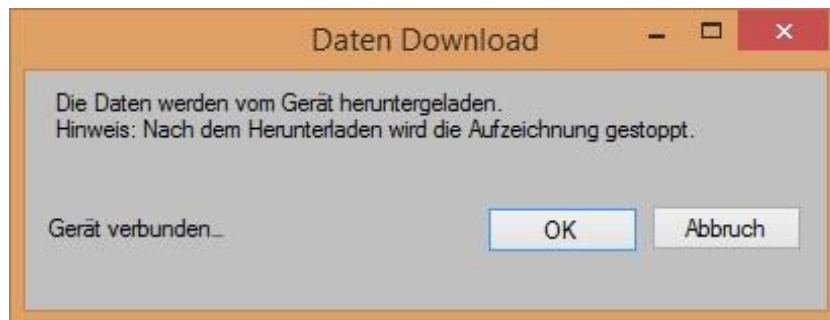 Daten Download
Die Daten werden vom Gerät heruntergeladen.
Hinweis: Nach dem Herunterladen wird die Aufzeichnung gestoppt.
Gerät verbunden...
OK
Abbruch